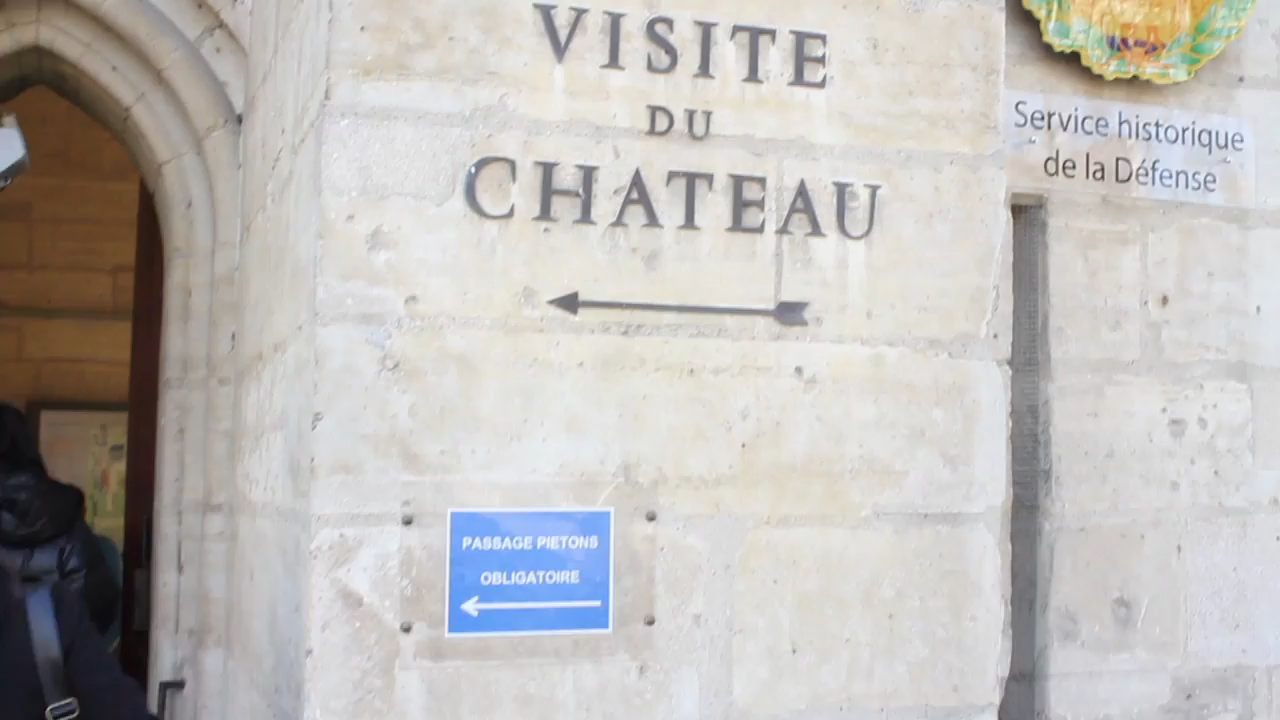 VISITE
DU
CHATEAU
Service historique
de la Défense
PASSAGE PIETONS
OBLIGATOIRE